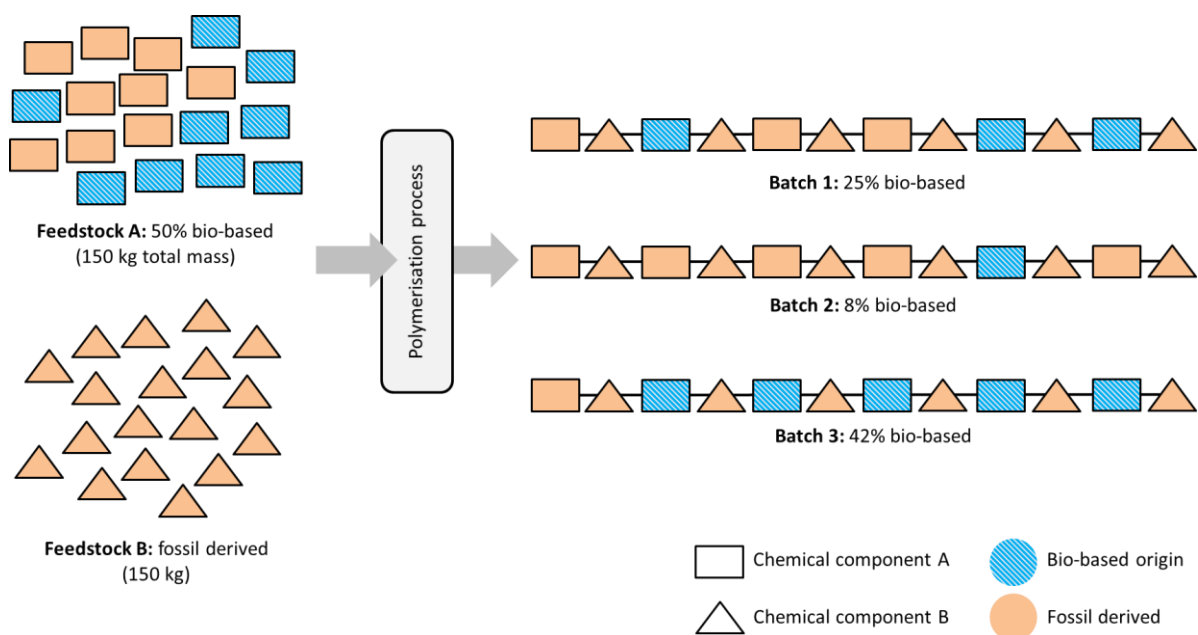 Feedstock A: 50% bio-based
(150 kg total mass)
Feedstock B: fossil derived
(150 kg)
Polymerisation process
Batch 1: 25% bio-based
Batch 2: 8% bio-based
Batch 3: 42% bio-based
Chemical component A
Bio-based origin
Chemical component B
Fossil derived